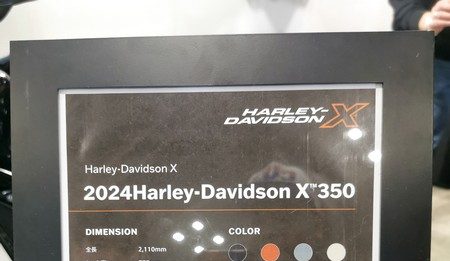 HARLEY-
DAVIDSON X
Harley-Davidson X
2024Harley-Davidson X™350
DIMENSION
COLOR
全長 2,110mm